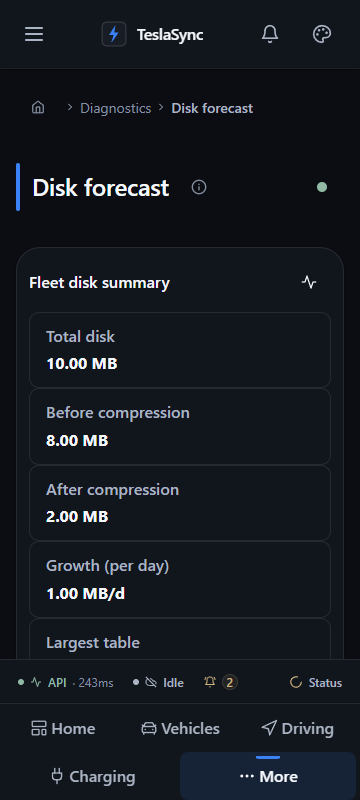 TeslaSync
Diagnostics Disk forecast
Disk forecast
Fleet disk summary
Total disk
10.00 MB
Before compression
8.00 MB
After compression
2.00 MB
Growth (per day)
1.00 MB/d
Largest table
API · 243ms Idle 2 Status
Home Vehicles Driving
Charging More